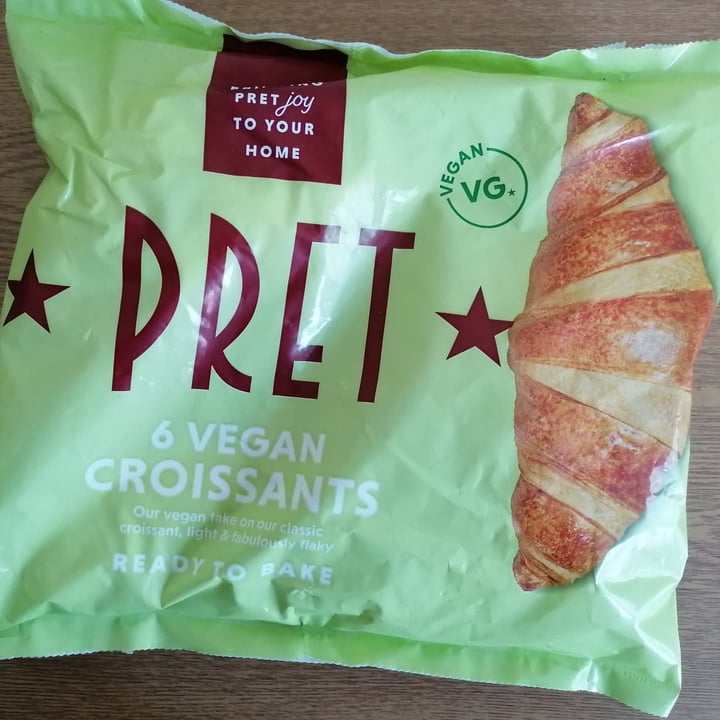 PRET joy
TO YOUR
HOME
VEGAN
VG
PRET
6 VEGAN
CROISSANTS
Our vegan take on our classic
croissant, light & fabulously flaky
READY TO BAKE